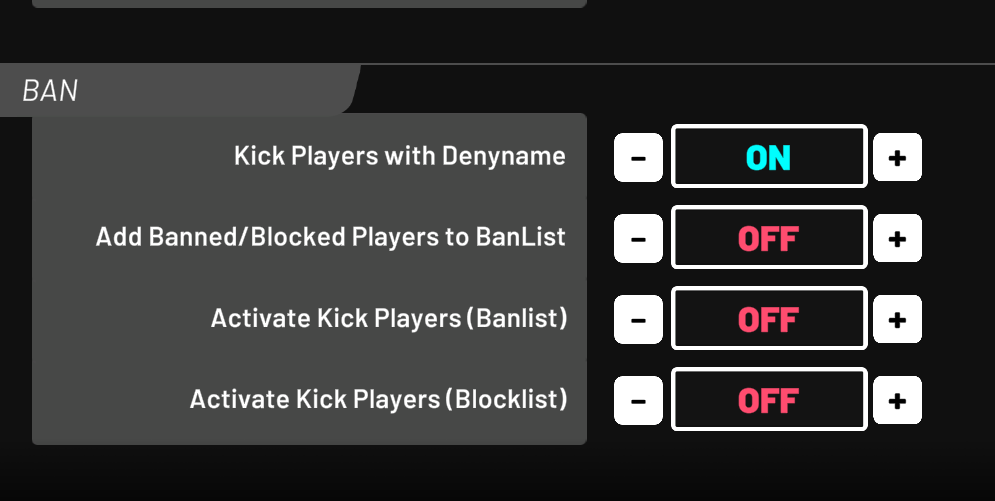 BAN
Kick Players with Denyname - ON +
Add Banned/Blocked Players to BanList - OFF +
Activate Kick Players (Banlist) - OFF +
Activate Kick Players (Blocklist) - OFF +